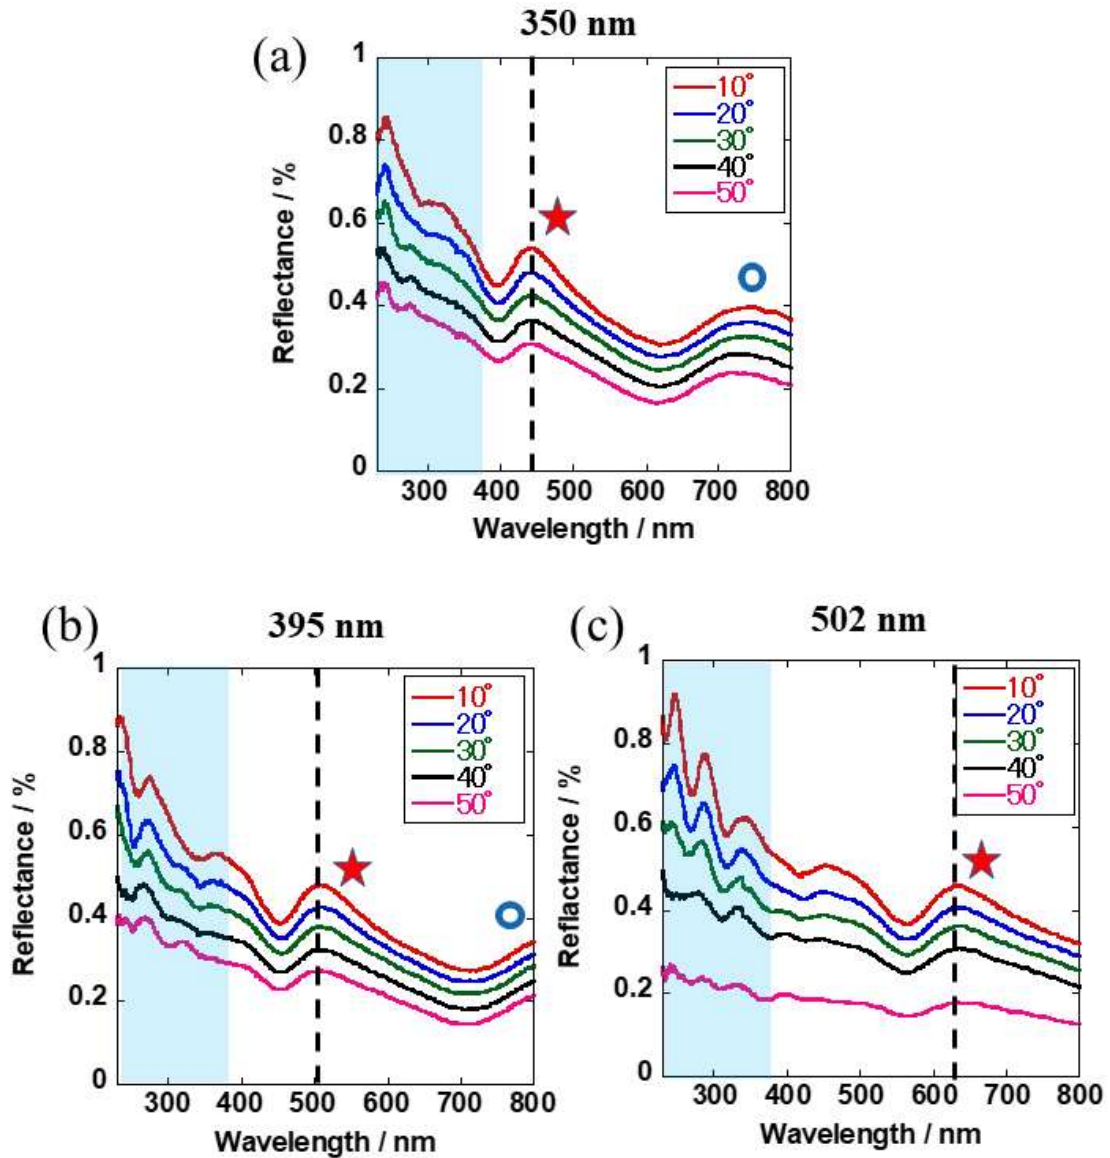 350 nm
(a)
1
0.8
0.6
0.4
0.2
0
Reflectance / %
10°
20°
30°
40°
50°
300 400 500 600 700 800
Wavelength / nm
(b)
395 nm
1
0.8
0.6
0.4
0.2
0
Reflectance / %
10°
20°
30°
40°
50°
300 400 500 600 700 800
Wavelength / nm
(c)
502 nm
1
0.8
0.6
0.4
0.2
0
Reflactance / %
10°
20°
30°
40°
50°
300 400 500 600 700 800
Wavelength / nm